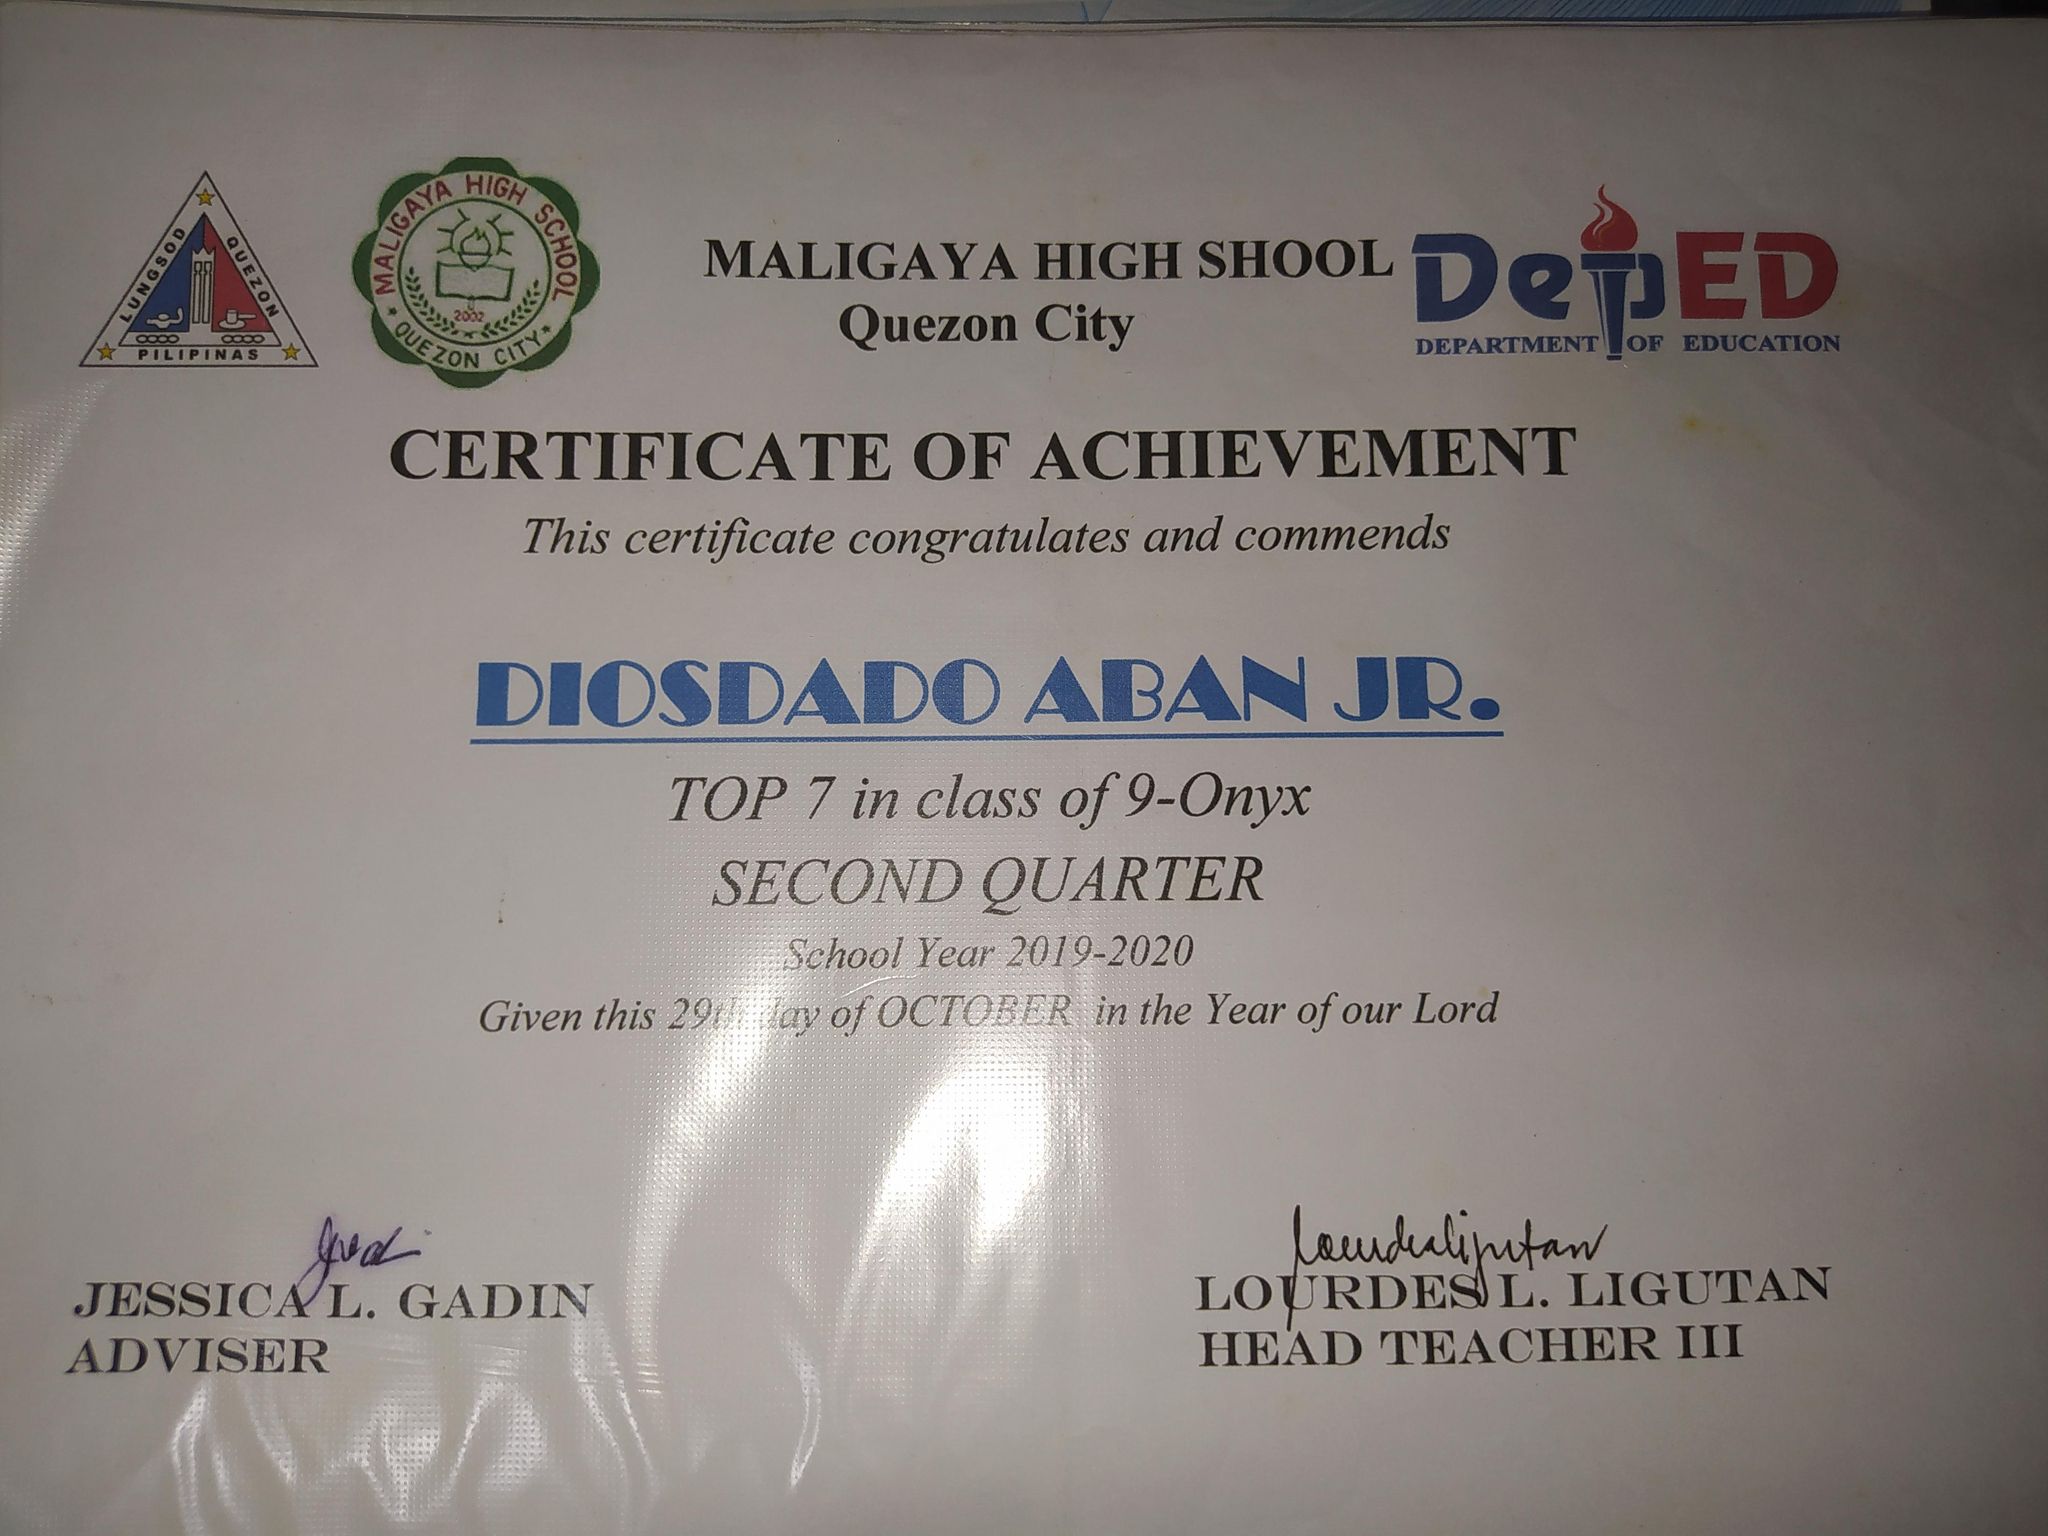 LUNGSOD QUEZON
PILIPINAS
MALIGAYA HIGH SCHOOL
2002
QUEZON CITY
MALIGAYA HIGH SHOOL
Quezon City
DepED
DEPARTMENT OF EDUCATION
CERTIFICATE OF ACHIEVEMENT
This certificate congratulates and commends
DIOSDADO ABAN JR.
TOP 7 in class of 9-Onyx
SECOND QUARTER
School Year 2019-2020
Given this 29th day of OCTOBER in the Year of our Lord
JESSICA L. GADIN
ADVISER
lourdesligutan
LOURDES L. LIGUTAN
HEAD TEACHER III